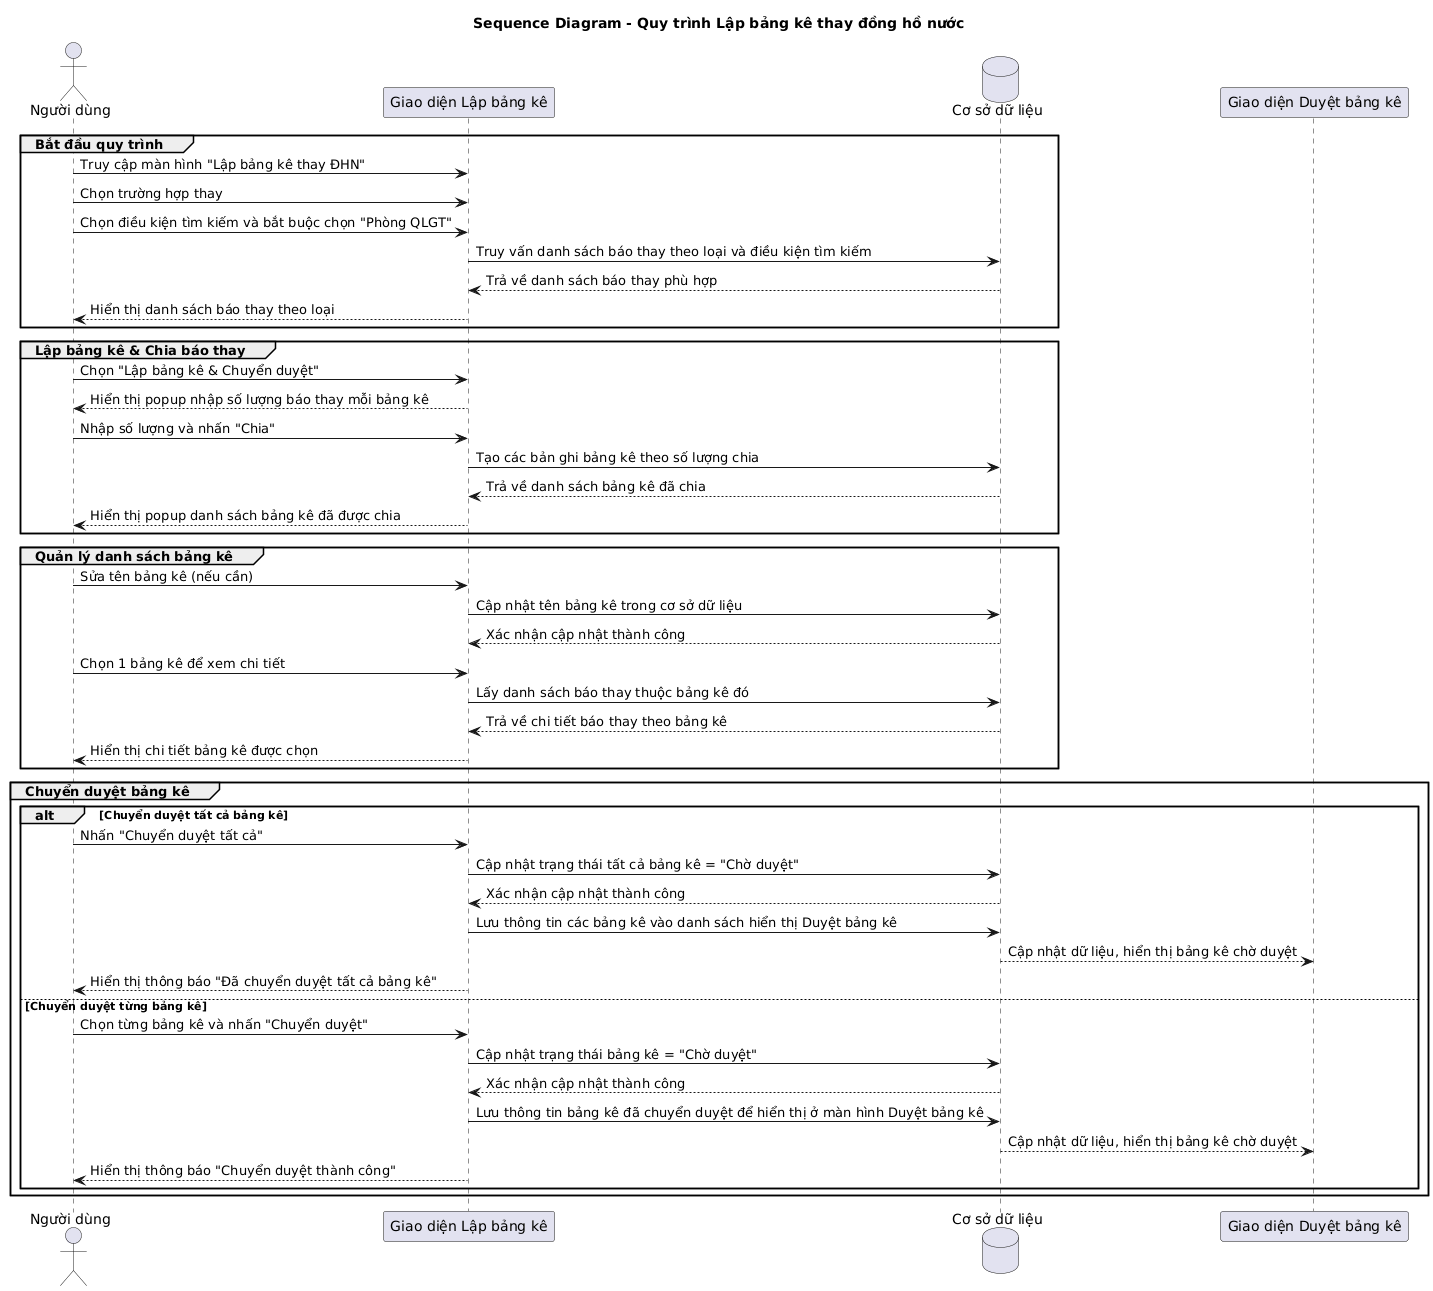 Sequence Diagram - Quy trình Lập bảng kê thay đồng hồ nước
Người dùng
Giao diện Lập bảng kê
Cơ sở dữ liệu
Giao diện Duyệt bảng kê
Bắt đầu quy trình
Truy cập màn hình "Lập bảng kê thay ĐHN"
Chọn trường hợp thay
Chọn điều kiện tìm kiếm và bắt buộc chọn "Phòng QLGT"
Truy vấn danh sách báo thay theo loại và điều kiện tìm kiếm
Trả về danh sách báo thay phù hợp
Hiển thị danh sách báo thay theo loại
Lập bảng kê & Chia báo thay
Chọn "Lập bảng kê & Chuyển duyệt"
Hiển thị popup nhập số lượng báo thay mỗi bảng kê
Nhập số lượng và nhấn "Chia"
Tạo các bản ghi bảng kê theo số lượng chia
Trả về danh sách bảng kê đã chia
Hiển thị popup danh sách bảng kê đã được chia
Quản lý danh sách bảng kê
Sửa tên bảng kê (nếu cần)
Cập nhật tên bảng kê trong cơ sở dữ liệu
Xác nhận cập nhật thành công
Chọn 1 bảng kê để xem chi tiết
Lấy danh sách báo thay thuộc bảng kê đó
Trả về chi tiết báo thay theo bảng kê
Hiển thị chi tiết bảng kê được chọn
Chuyển duyệt bảng kê
alt [Chuyển duyệt tất cả bảng kê]
Nhấn "Chuyển duyệt tất cả"
Cập nhật trạng thái tất cả bảng kê = "Chờ duyệt"
Xác nhận cập nhật thành công
Lưu thông tin các bảng kê vào danh sách hiển thị Duyệt bảng kê
Cập nhật dữ liệu, hiển thị bảng kê chờ duyệt
Hiển thị thông báo "Đã chuyển duyệt tất cả bảng kê"
[Chuyển duyệt từng bảng kê]
Chọn từng bảng kê và nhấn "Chuyển duyệt"
Cập nhật trạng thái bảng kê = "Chờ duyệt"
Xác nhận cập nhật thành công
Lưu thông tin bảng kê đã chuyển duyệt để hiển thị ở màn hình Duyệt bảng kê
Cập nhật dữ liệu, hiển thị bảng kê chờ duyệt
Hiển thị thông báo "Chuyển duyệt thành công"
Người dùng
Giao diện Lập bảng kê
Cơ sở dữ liệu
Giao diện Duyệt bảng kê